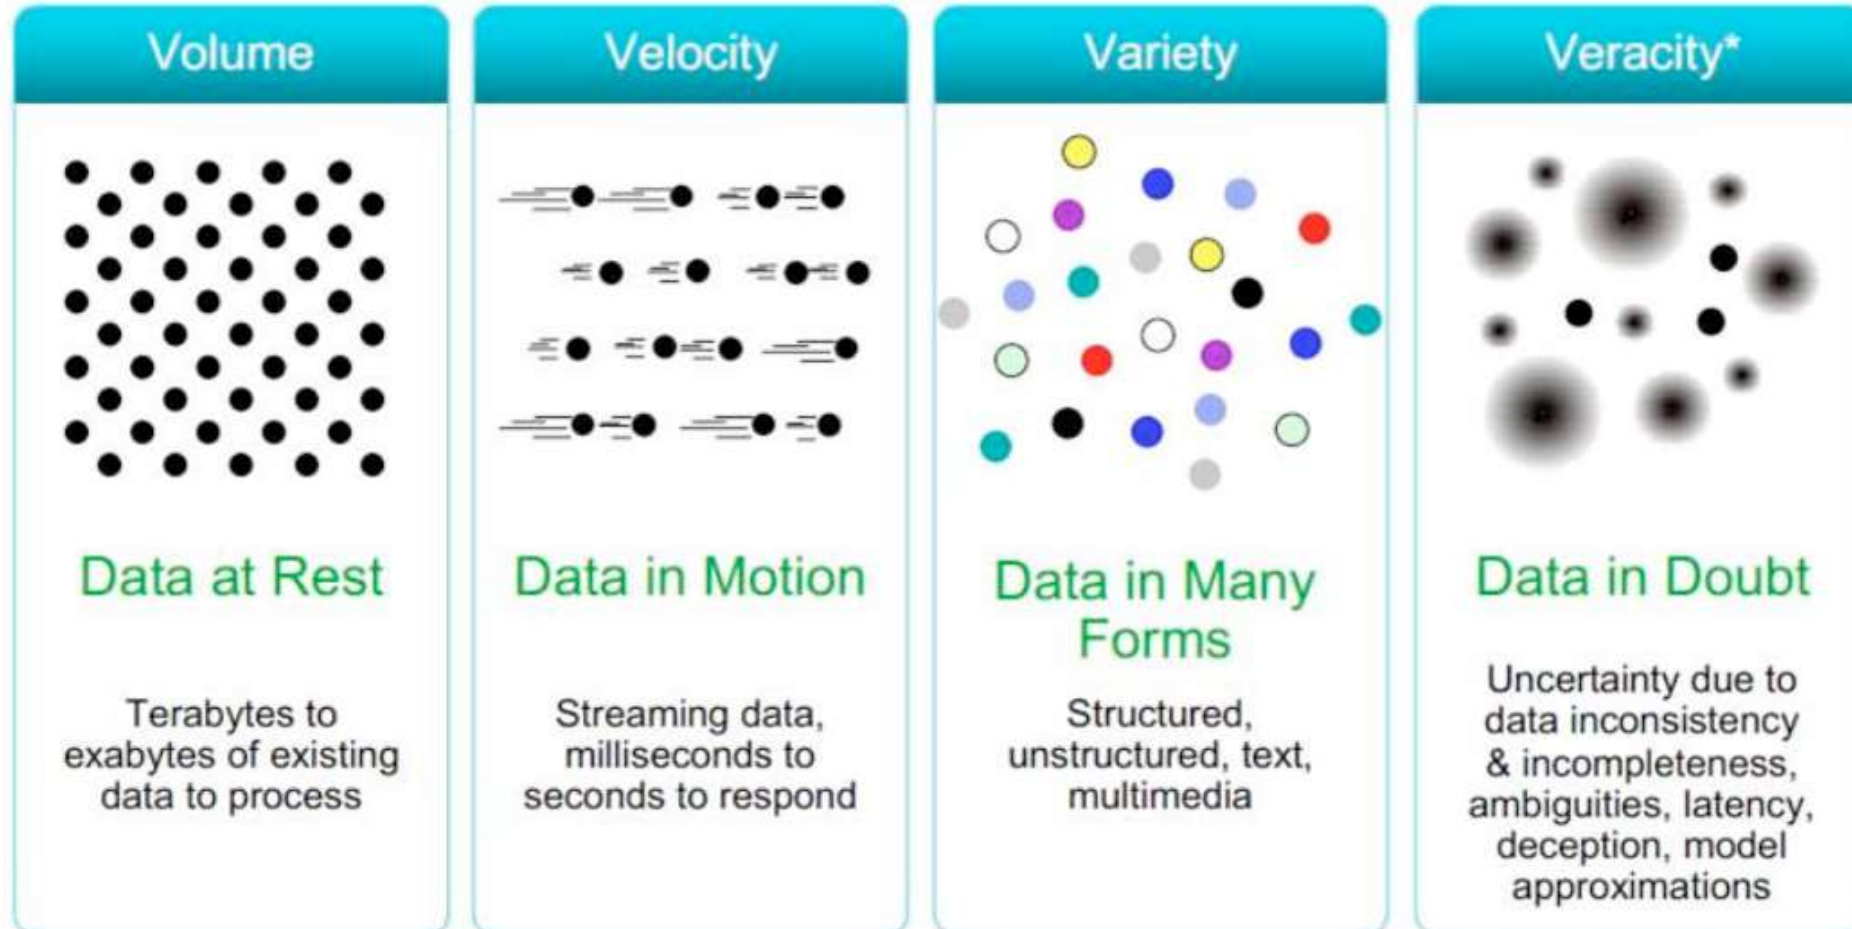 Volume
Data at Rest
Terabytes to
exabytes of existing
data to process
Velocity
Data in Motion
Streaming data,
milliseconds to
seconds to respond
Variety
Data in Many
Forms
Structured,
unstructured, text,
multimedia
Veracity*
Data in Doubt
Uncertainty due to
data inconsistency
& incompleteness,
ambiguities, latency,
deception, model
approximations